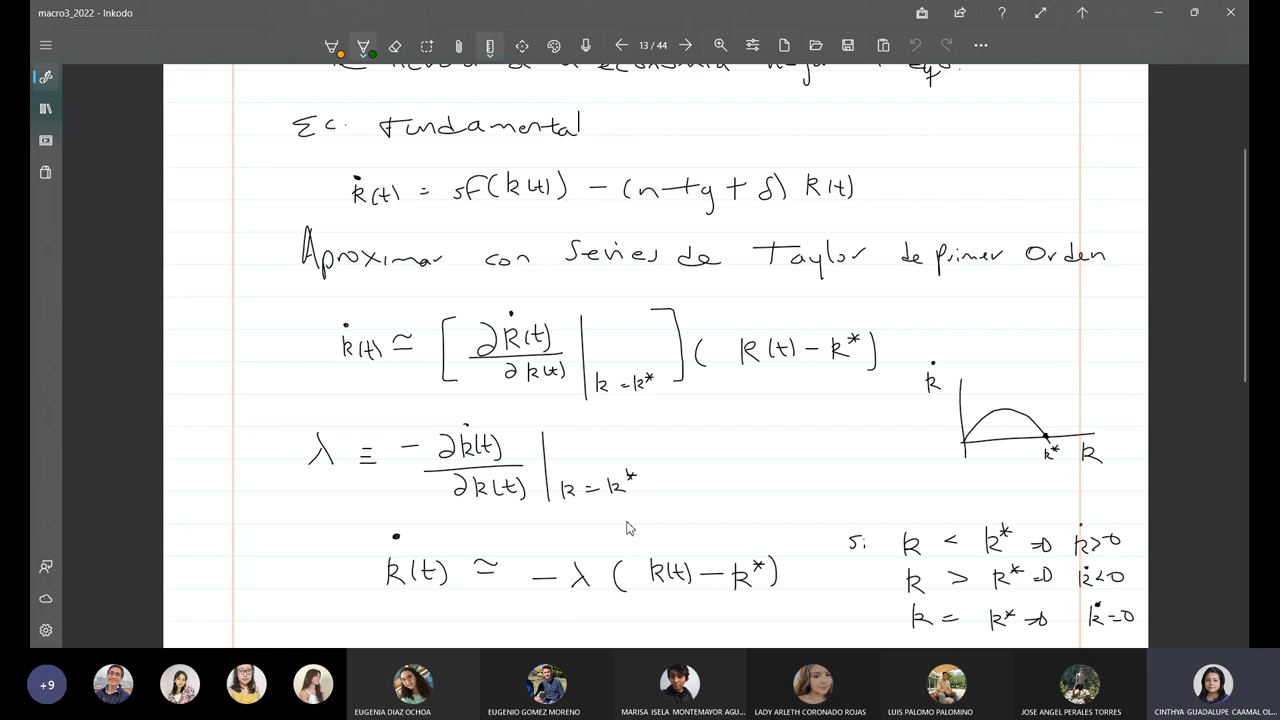 macro3_2022 - Inkodo
13 / 44
Ec. Fundamental
k̇(t) = sf(k(t)) - (n+g+δ) k(t)
Aproximar con Series de Taylor de primer Orden
k̇(t) ≃ [ ∂k̇(t)/∂k(t) | k=k* ] ( k(t) - k* )
k̇
k*
k
λ ≡ - ∂k̇(t)/∂k(t) | k=k*
k̇(t) ≃ -λ ( k(t) - k* )
Si k < k* ⇒ k̇>0
k > k* ⇒ k̇<0
k = k* ⇒ k̇=0
+9
EUGENIA DIAZ OCHOA
EUGENIO GOMEZ MORENO
MARISA ISELA MONTEMAYOR AGU...
LADY ARLETH CORONADO ROJAS
LUIS PALOMO PALOMINO
JOSE ANGEL PERALES TORRES
CINTHYA GUADALUPE CAAMAL OL...